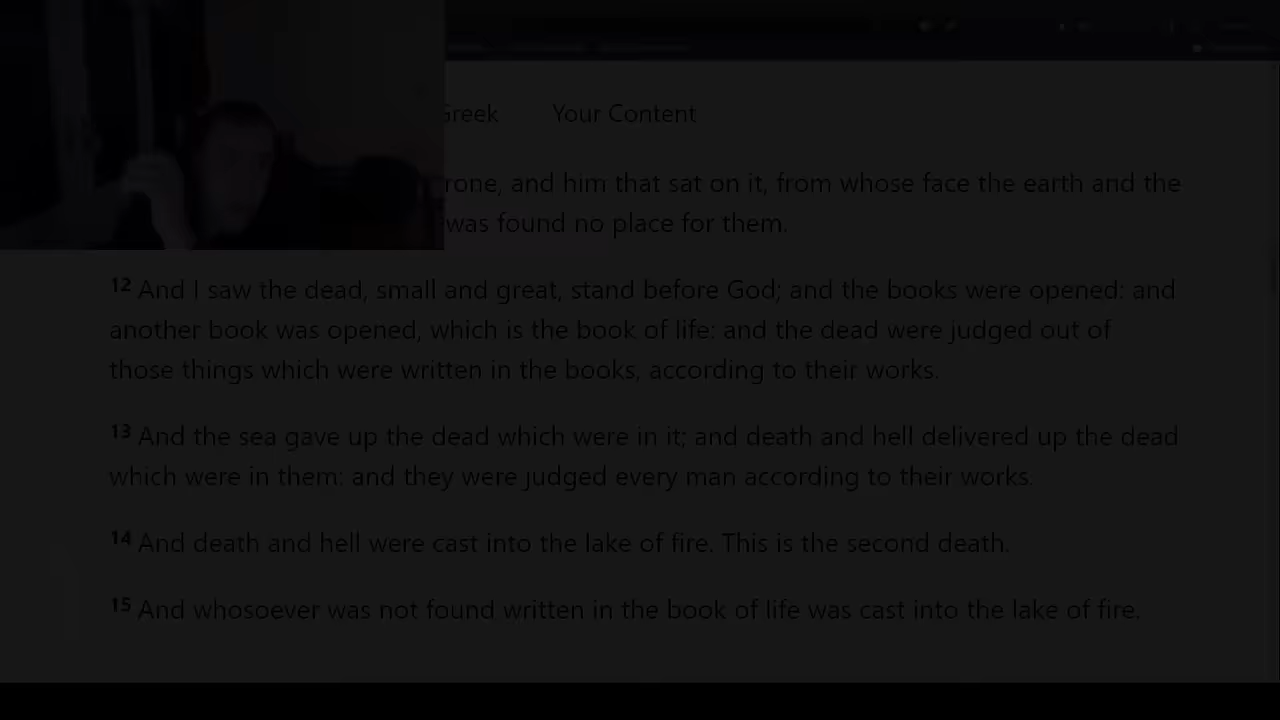 Greek Your Content
rone, and him that sat on it, from whose face the earth and the
was found no place for them.
12 And I saw the dead, small and great, stand before God; and the books were opened: and
another book was opened, which is the book of life: and the dead were judged out of
those things which were written in the books, according to their works.
13 And the sea gave up the dead which were in it; and death and hell delivered up the dead
which were in them: and they were judged every man according to their works.
14 And death and hell were cast into the lake of fire. This is the second death.
15 And whosoever was not found written in the book of life was cast into the lake of fire.